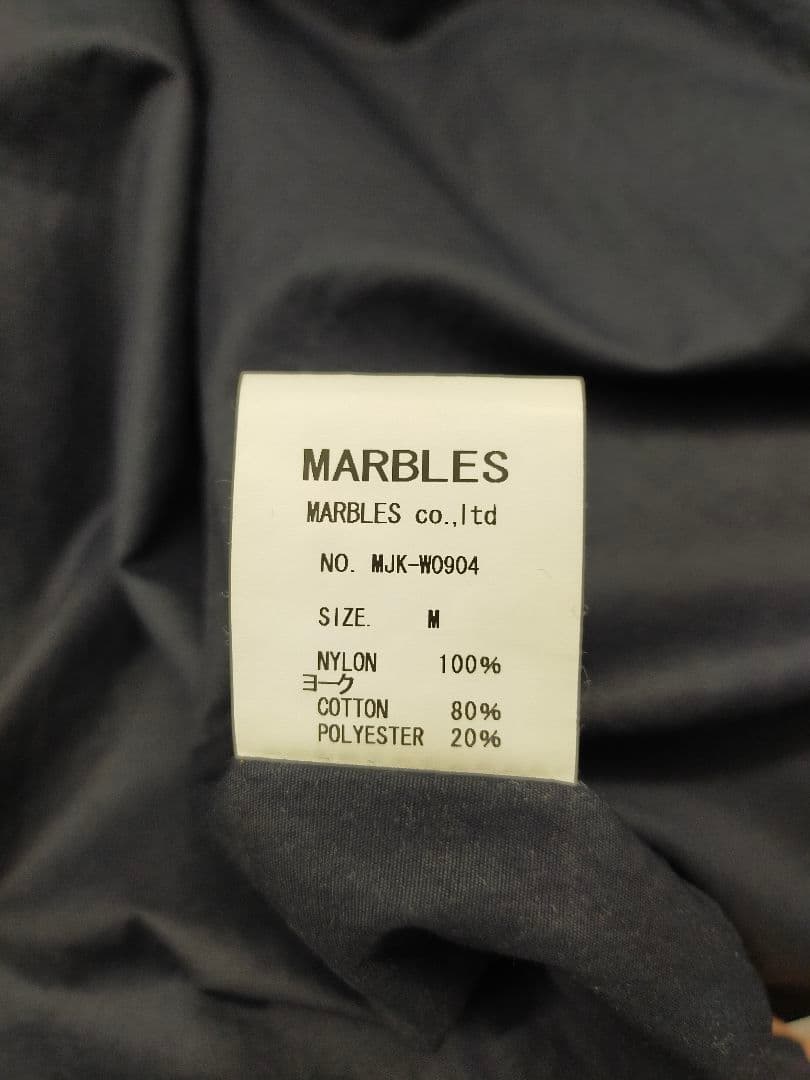 MARBLES
MARBLES co.,ltd
NO. MJK-W0904
SIZE. M
NYLON 100%
ヨーク
COTTON 80%
POLYESTER 20%